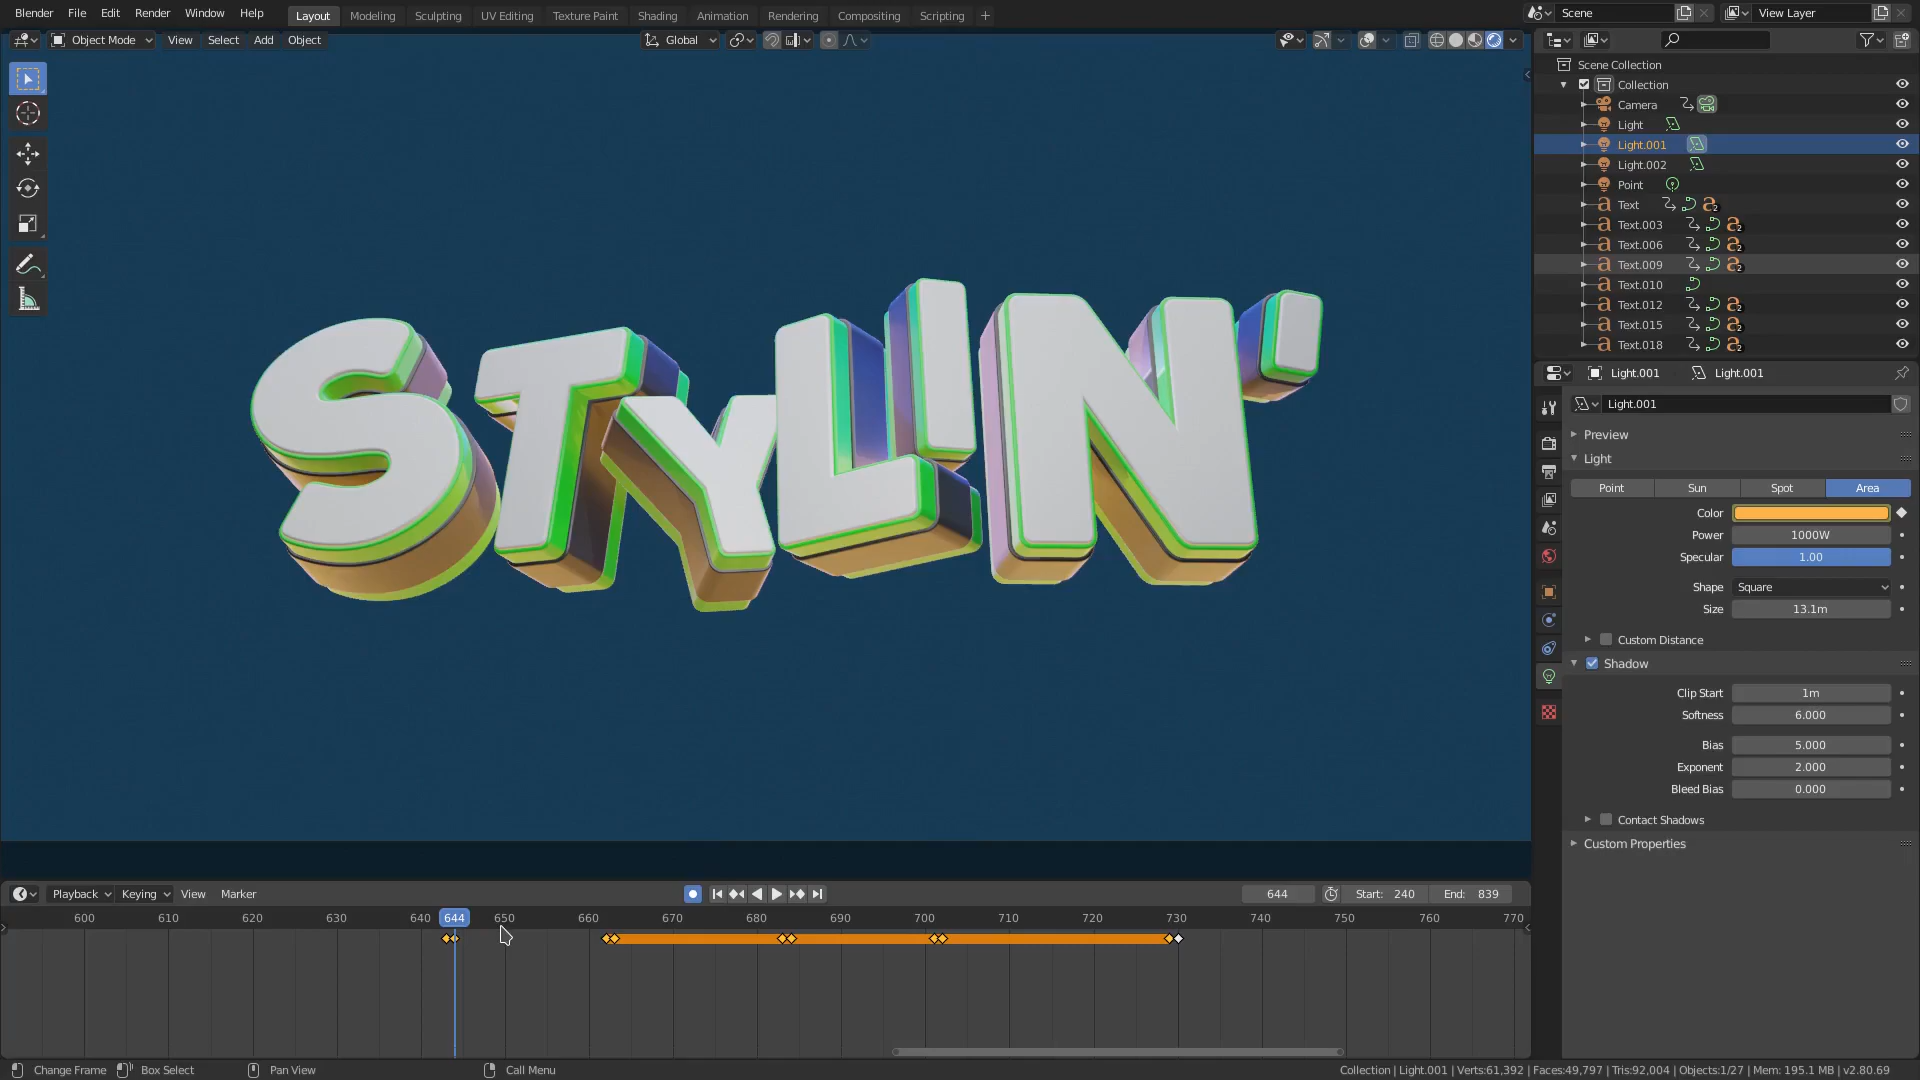 Blender File Edit Render Window Help Layout Modeling Sculpting UV Editing Texture Paint Shading Animation Rendering Compositing Scripting + Scene View Layer
Object Mode View Select Add Object Global
Scene Collection
Collection
Camera
Light
Light.001
Light.002
Point
Text
Text.003
Text.006
Text.009
Text.010
Text.012
Text.015
Text.018
STYLIN'
Light.001 Light.001
Light.001
Preview
Light
Point Sun Spot Area
Color
Power 1000W
Specular 1.00
Shape Square
Size 13.1m
Custom Distance
Shadow
Clip Start 1m
Softness 6.000
Bias 5.000
Exponent 2.000
Bleed Bias 0.000
Contact Shadows
Custom Properties
Playback Keying View Marker 644 Start: 240 End: 839
600 610 620 630 640 644 650 660 670 680 690 700 710 720 730 740 750 760 770
Change Frame Box Select Pan View Call Menu Collection | Light.001 | Verts:61,392 | Faces:49,797 | Tris:92,004 | Objects:1/27 | Mem: 195.1 MB | v2.80.69